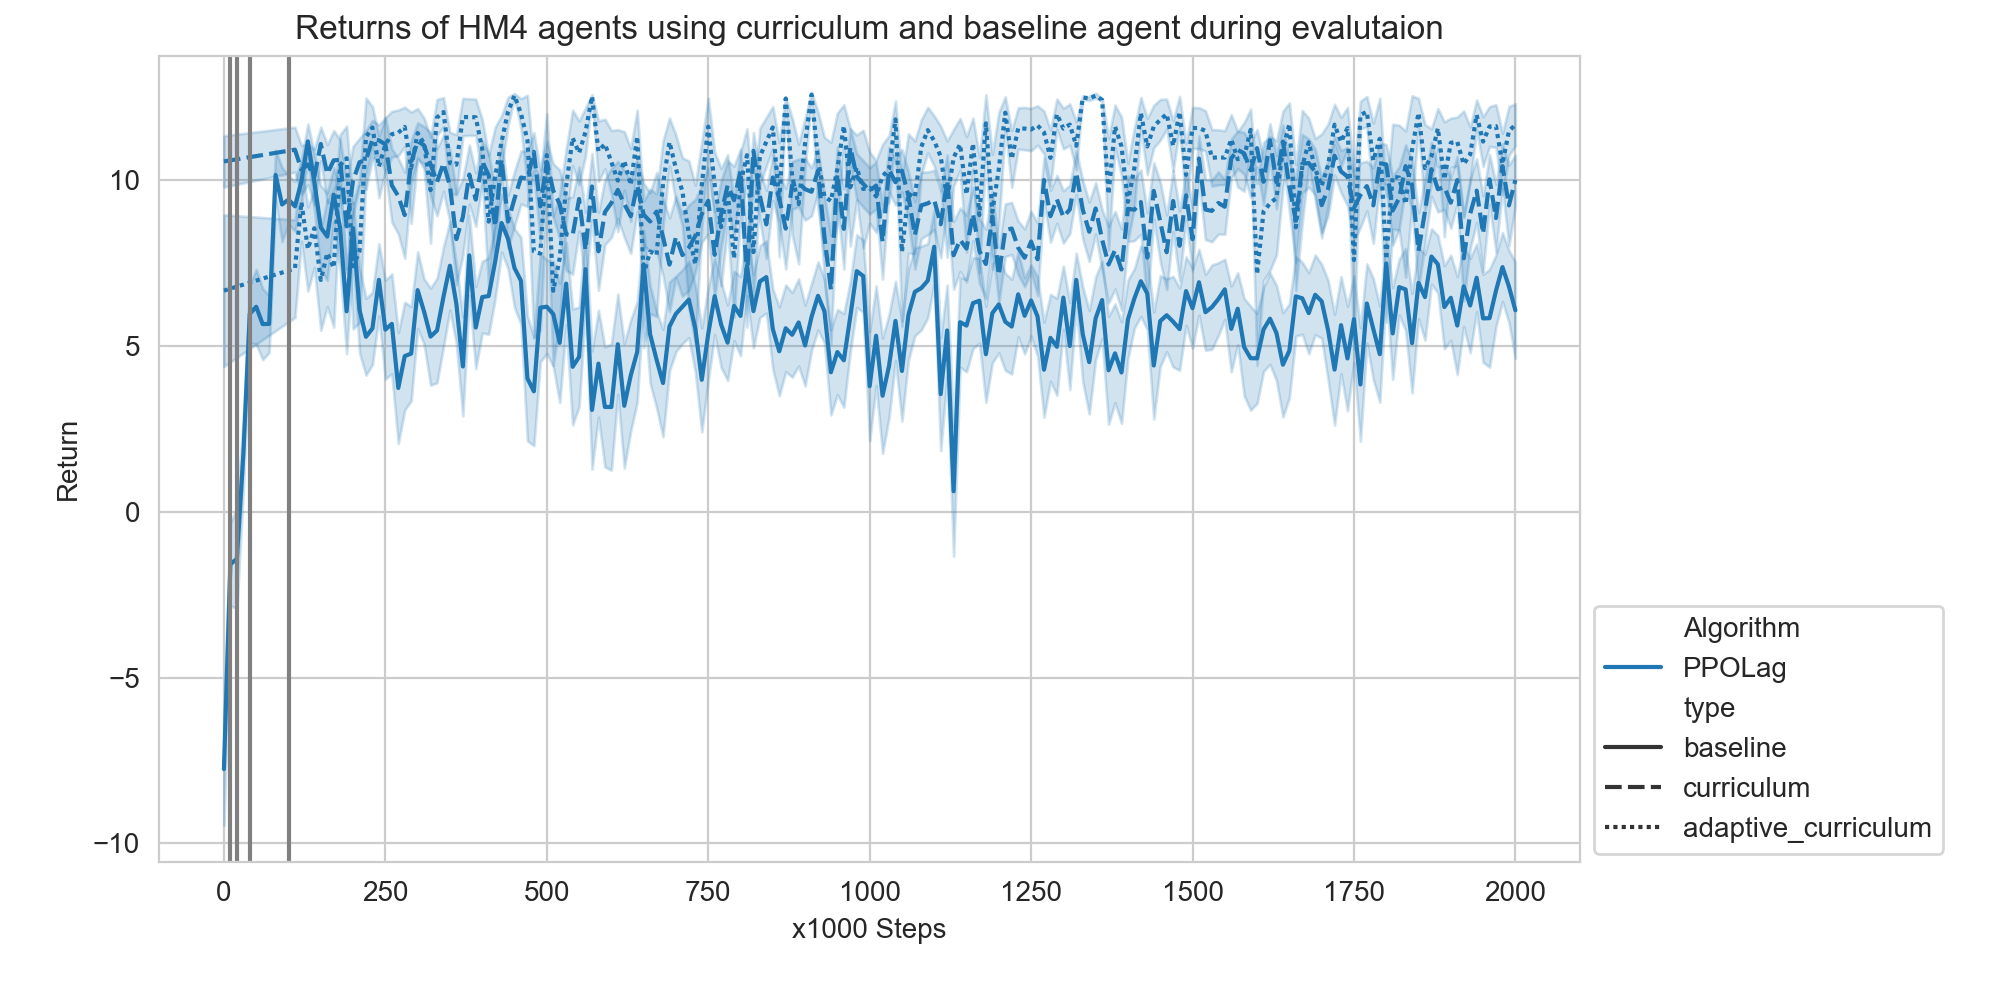 Returns of HM4 agents using curriculum and baseline agent during evalutaion
Return
10
5
0
−5
−10
0 250 500 750 1000 1250 1500 1750 2000
x1000 Steps
Algorithm
PPOLag
type
baseline
curriculum
adaptive_curriculum